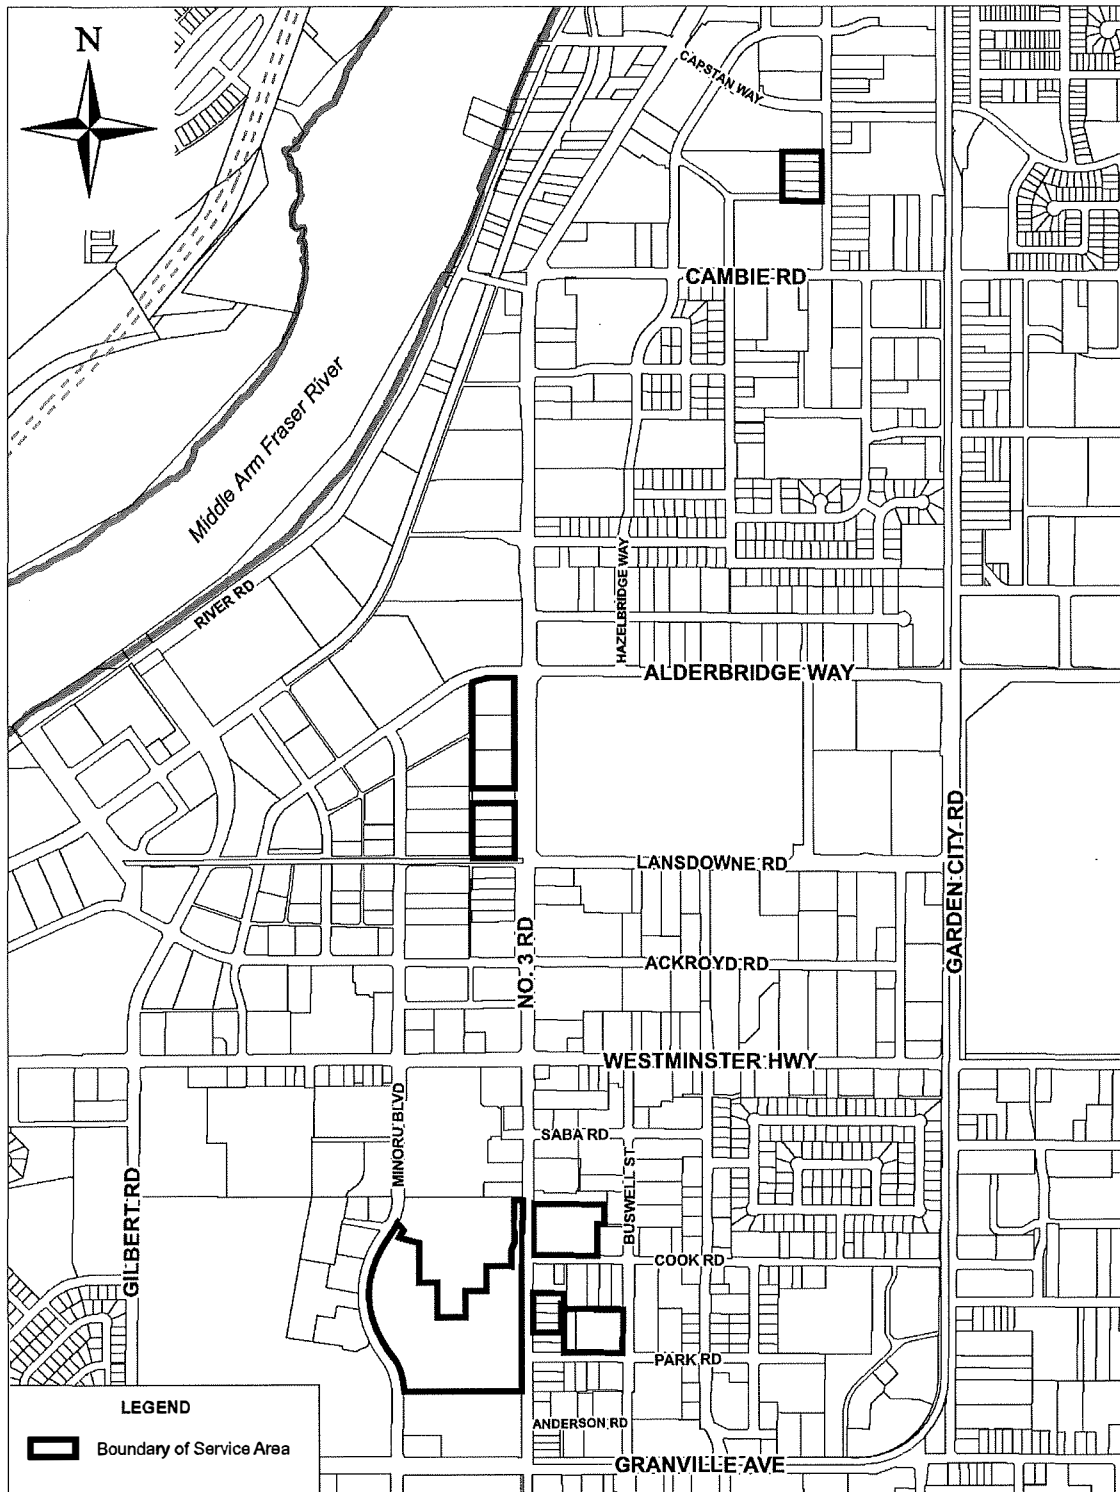 N
CAPSTAN WAY
CAMBIE RD
Middle Arm Fraser River
RIVER RD
HAZELBRIDGE WAY
ALDERBRIDGE WAY
GARDEN CITY RD
LANSDOWNE RD
NO. 3 RD
ACKROYD RD
WESTMINSTER HWY
MINORU BLVD
SABA RD
BUSWELL ST
GILBERT RD
COOK RD
PARK RD
ANDERSON RD
GRANVILLE AVE
LEGEND
Boundary of Service Area